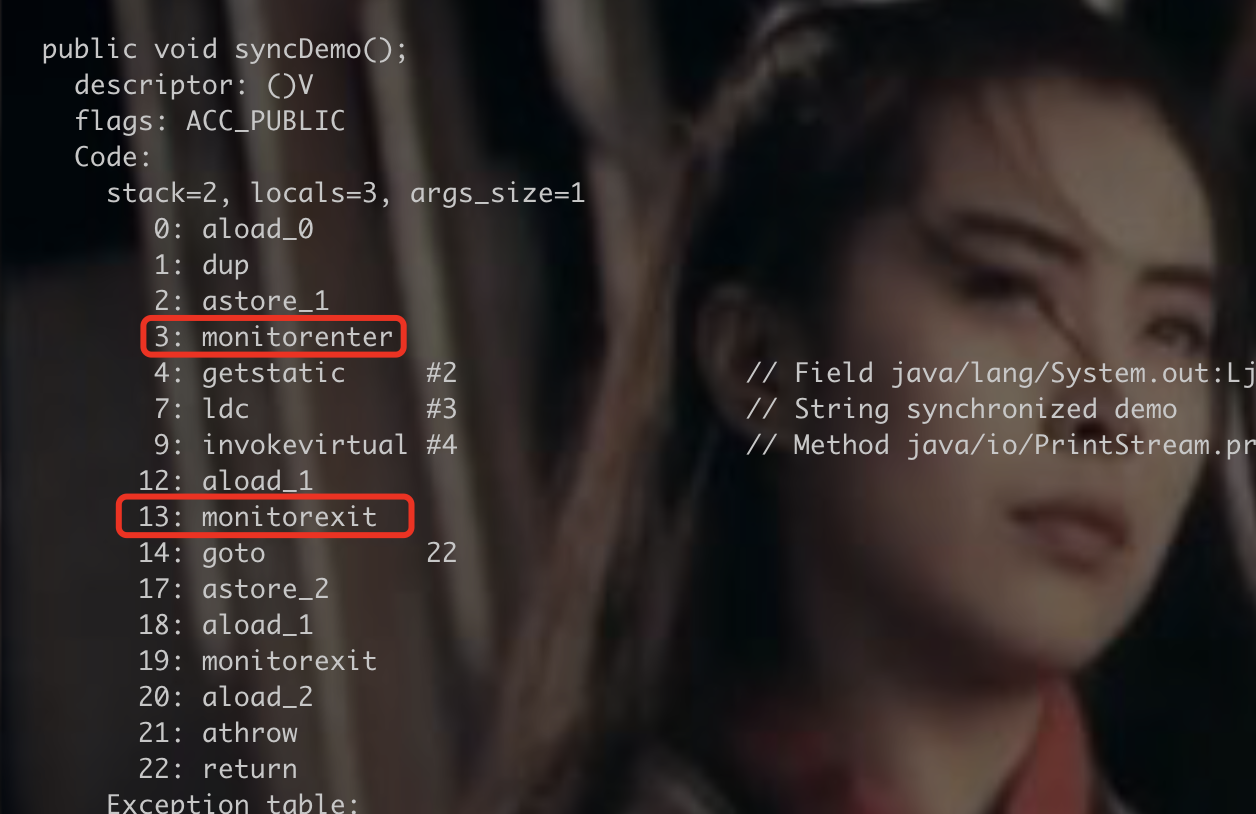 public void syncDemo();
descriptor: ()V
flags: ACC_PUBLIC
Code:
stack=2, locals=3, args_size=1
0: aload_0
1: dup
2: astore_1
3: monitorenter
4: getstatic #2 // Field java/lang/System.out:Lj
7: ldc #3 // String synchronized demo
9: invokevirtual #4 // Method java/io/PrintStream.pr
12: aload_1
13: monitorexit
14: goto 22
17: astore_2
18: aload_1
19: monitorexit
20: aload_2
21: athrow
22: return
Exception table: